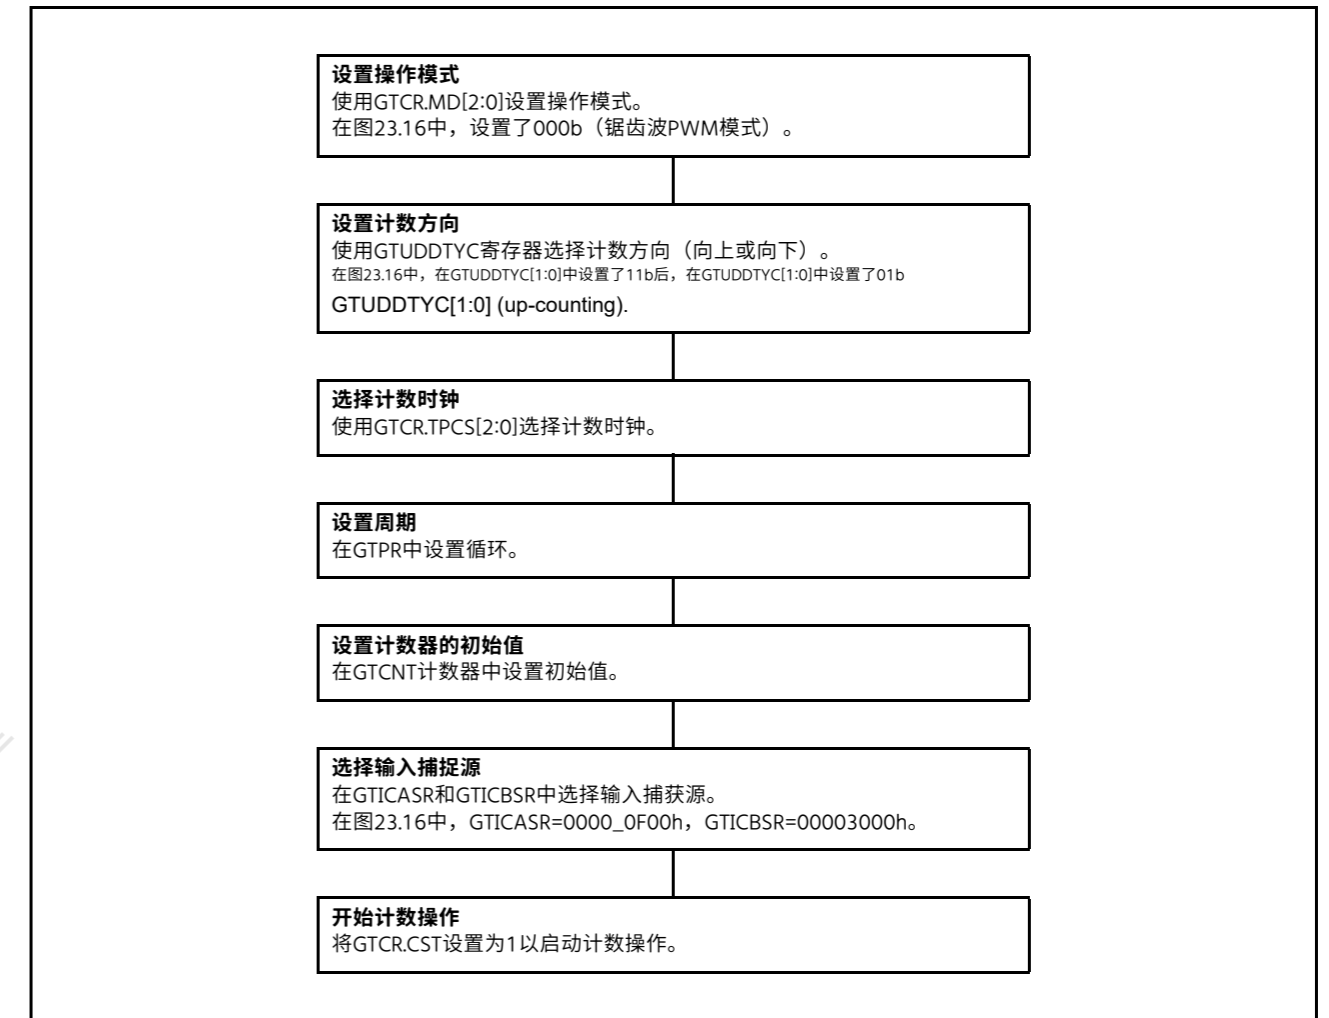 设置操作模式
使用GTCR.MD[2:0]设置操作模式。
在图23.16中，设置了000b（锯齿波PWM模式）。
设置计数方向
使用GTUDDTYC寄存器选择计数方向（向上或向下）。
在图23.16中，在GTUDDTYC[1:0]中设置了11b后，在GTUDDTYC[1:0]中设置了01b
GTUDDTYC[1:0] (up-counting).
选择计数时钟
使用GTCR.TPCS[2:0]选择计数时钟。
设置周期
在GTPR中设置循环。
设置计数器的初始值
在GTCNT计数器中设置初始值。
选择输入捕捉源
在GTICASR和GTICBSR中选择输入捕获源。
在图23.16中，GTICASR=0000_0F00h，GTICBSR=00003000h。
开始计数操作
将GTCR.CST设置为1以启动计数操作。